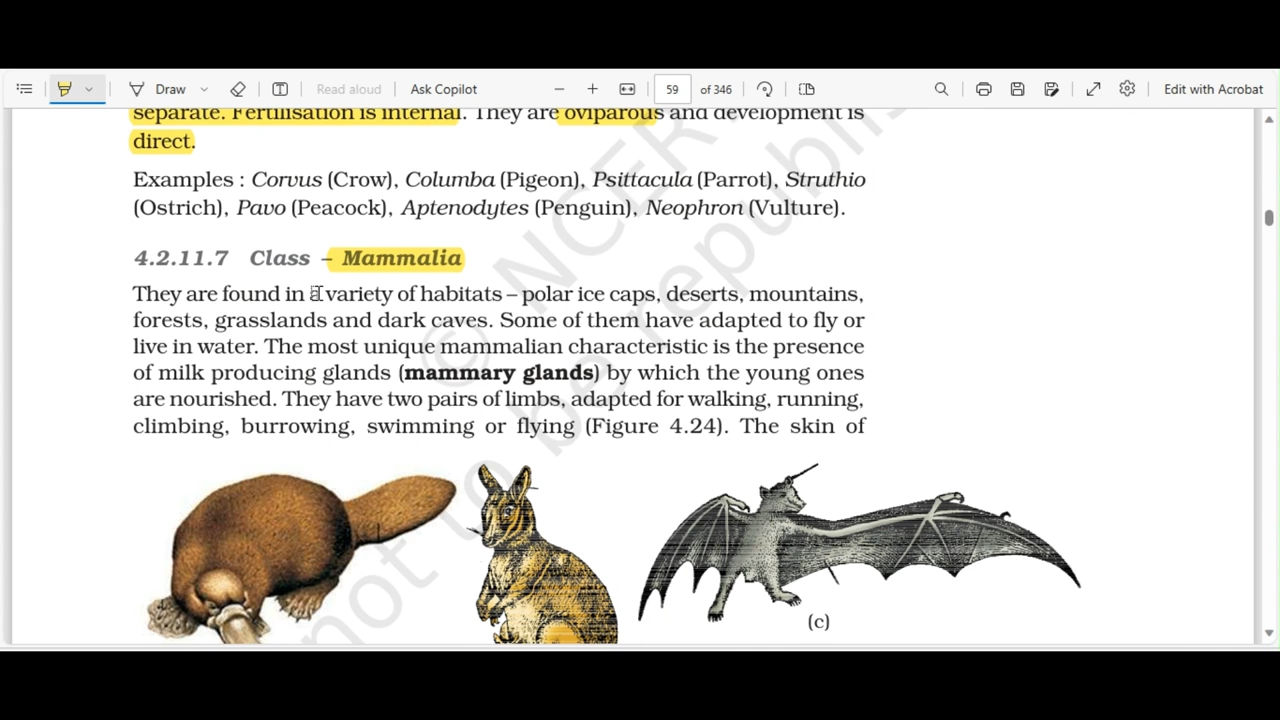 Draw
Read aloud
Ask Copilot
59
of 346
Edit with Acrobat
separate. Fertilisation is internal. They are oviparous and development is
direct.
Examples : Corvus (Crow), Columba (Pigeon), Psittacula (Parrot), Struthio
(Ostrich), Pavo (Peacock), Aptenodytes (Penguin), Neophron (Vulture).
4.2.11.7 Class – Mammalia
They are found in a variety of habitats – polar ice caps, deserts, mountains,
forests, grasslands and dark caves. Some of them have adapted to fly or
live in water. The most unique mammalian characteristic is the presence
of milk producing glands (mammary glands) by which the young ones
are nourished. They have two pairs of limbs, adapted for walking, running,
climbing, burrowing, swimming or flying (Figure 4.24). The skin of
(c)
© NCER
not to be republis